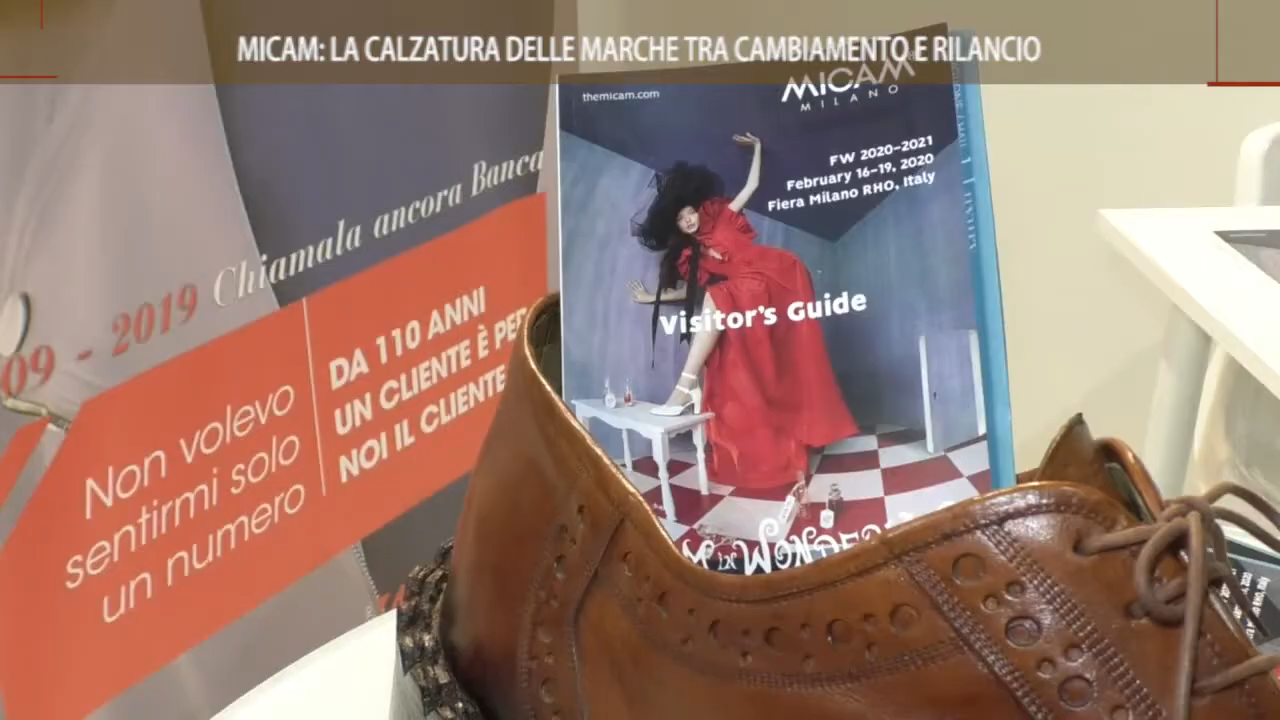 MICAM: LA CALZATURA DELLE MARCHE TRA CAMBIAMENTO E RILANCIO
themicam.com
MICAM
MILANO
FW 2020-2021
February 16-19, 2020
Fiera Milano RHO, Italy
Visitor's Guide
09 - 2019 Chiamala ancora Banca
Non volevo
sentirmi solo
un numero
DA 110 ANNI
UN CLIENTE È PER
NOI IL CLIENTE